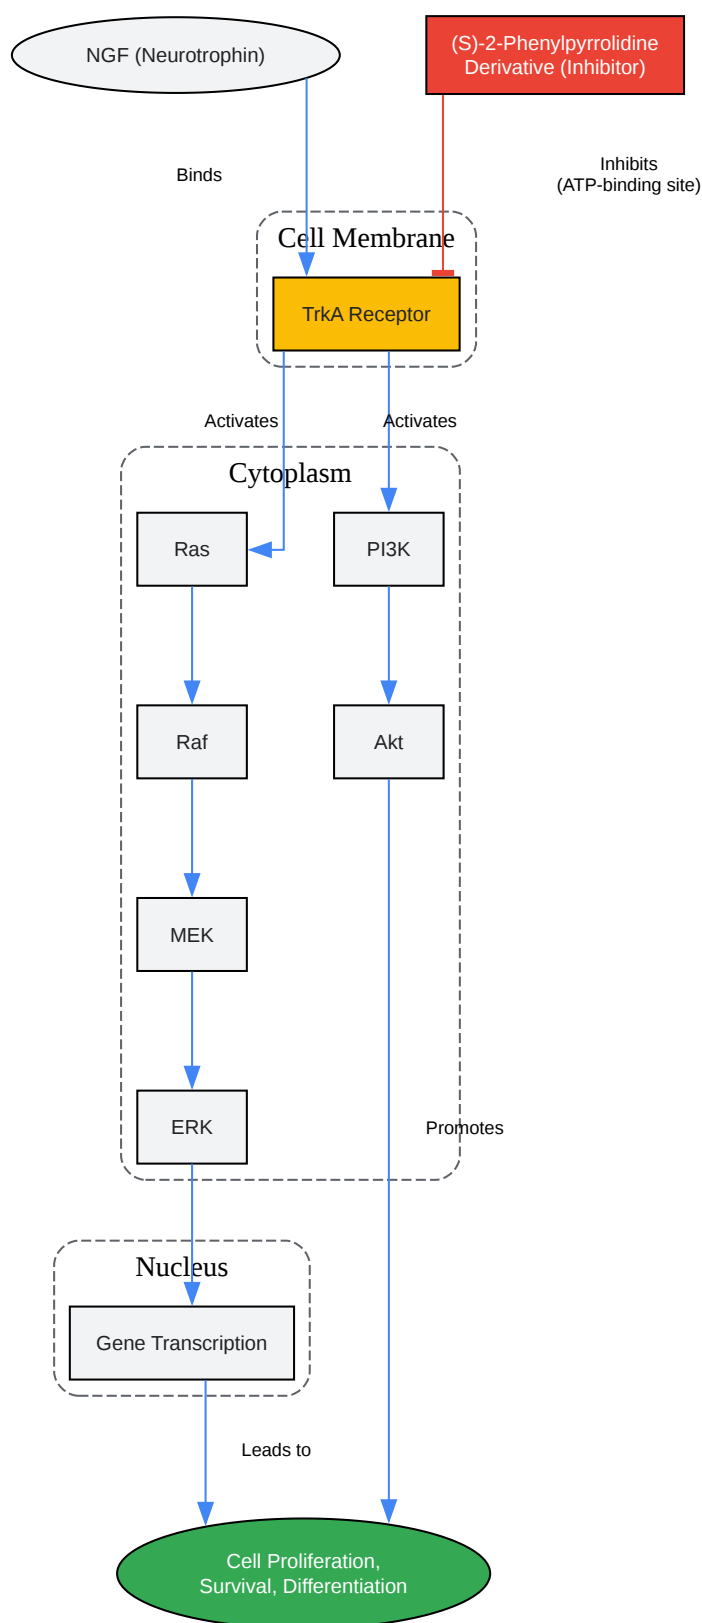 NGF (Neurotrophin)
(S)-2-Phenylpyrrolidine
Derivative (Inhibitor)
Binds
Inhibits
(ATP-binding site)
Cell Membrane
TrkA Receptor
Activates
Activates
Cytoplasm
Ras
PI3K
Raf
Akt
MEK
ERK
Promotes
Nucleus
Gene Transcription
Leads to
Cell Proliferation,
Survival, Differentiation